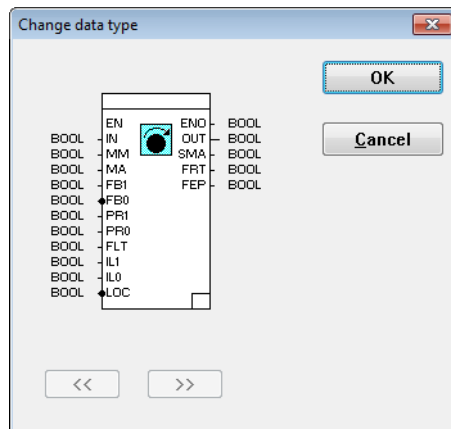 Change data type
OK
Cancel
EN ENO BOOL
BOOL IN OUT BOOL
BOOL MM SMA BOOL
BOOL MA FRT BOOL
BOOL FB1 FEP BOOL
BOOL FB0
BOOL PR1
BOOL PR0
BOOL FLT
BOOL IL1
BOOL IL0
BOOL LOC
<< >>